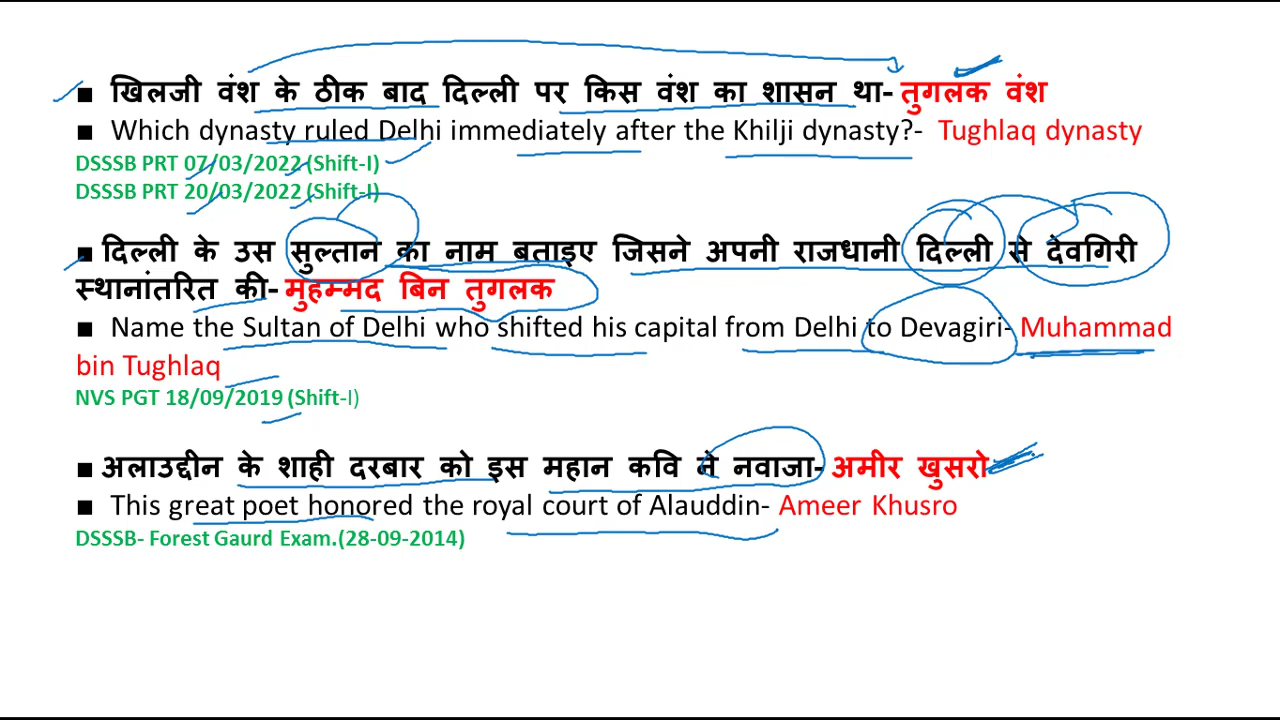 ▪ खिलजी वंश के ठीक बाद दिल्ली पर किस वंश का शासन था- तुगलक वंश
▪ Which dynasty ruled Delhi immediately after the Khilji dynasty?- Tughlaq dynasty
DSSSB PRT 07/03/2022 (Shift-I)
DSSSB PRT 20/03/2022 (Shift-I)
▪ दिल्ली के उस सुल्तान का नाम बताइए जिसने अपनी राजधानी दिल्ली से देवगिरी
स्थानांतरित की- मुहम्मद बिन तुगलक
▪ Name the Sultan of Delhi who shifted his capital from Delhi to Devagiri- Muhammad
bin Tughlaq
NVS PGT 18/09/2019 (Shift-I)
▪ अलाउद्दीन के शाही दरबार को इस महान कवि ने नवाजा- अमीर खुसरो
▪ This great poet honored the royal court of Alauddin- Ameer Khusro
DSSSB- Forest Gaurd Exam.(28-09-2014)